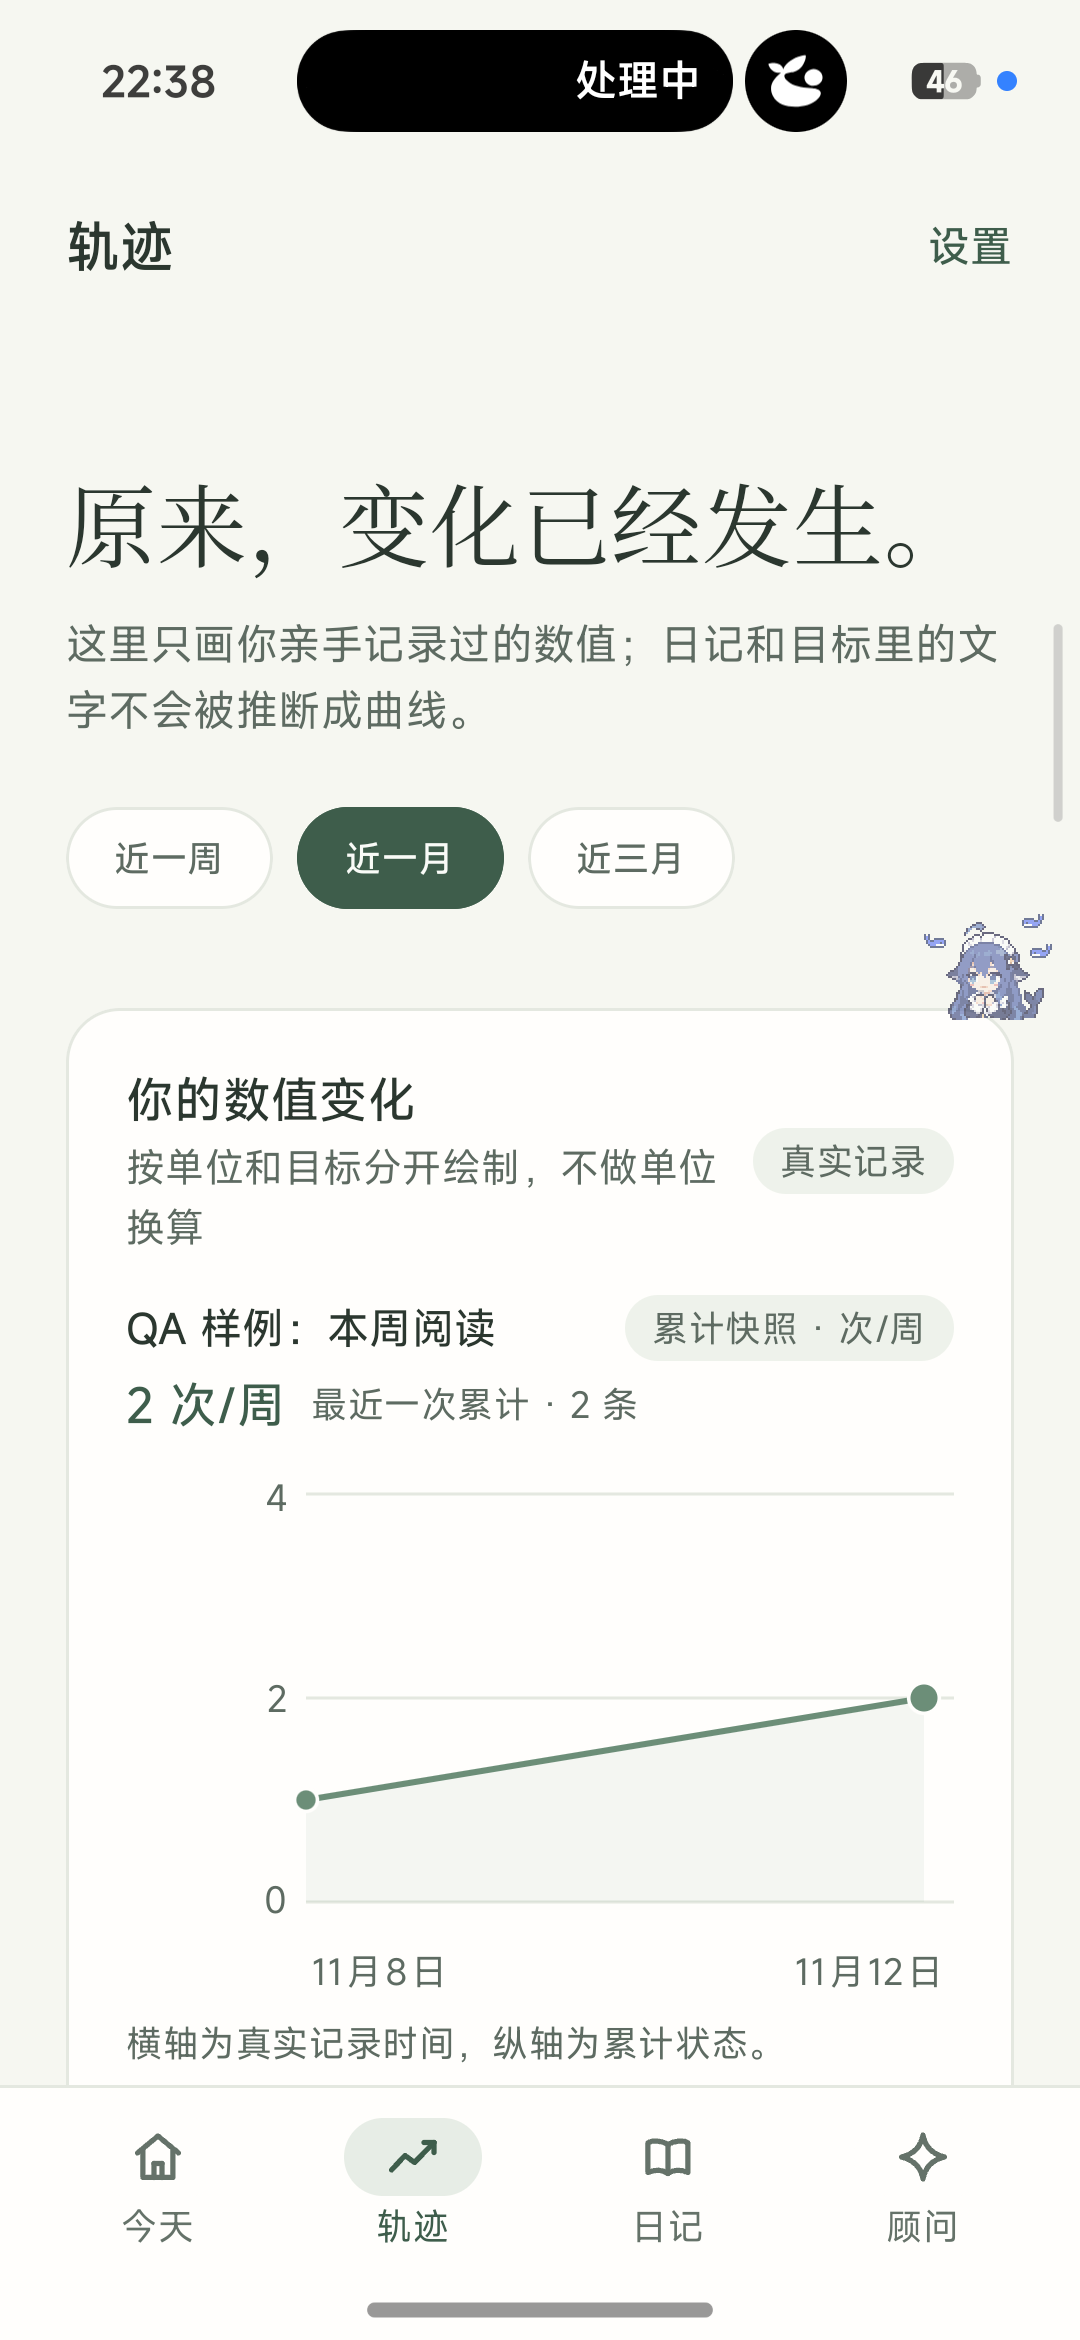 22:38
处理中
46
轨迹
设置
原来，变化已经发生。
这里只画你亲手记录过的数值；日记和目标里的文
字不会被推断成曲线。
近一周
近一月
近三月
你的数值变化
按单位和目标分开绘制，不做单位
换算
真实记录
QA 样例：本周阅读
累计快照 · 次/周
2 次/周
最近一次累计 · 2 条
4
2
0
11月8日
11月12日
横轴为真实记录时间，纵轴为累计状态。
今天
轨迹
日记
顾问